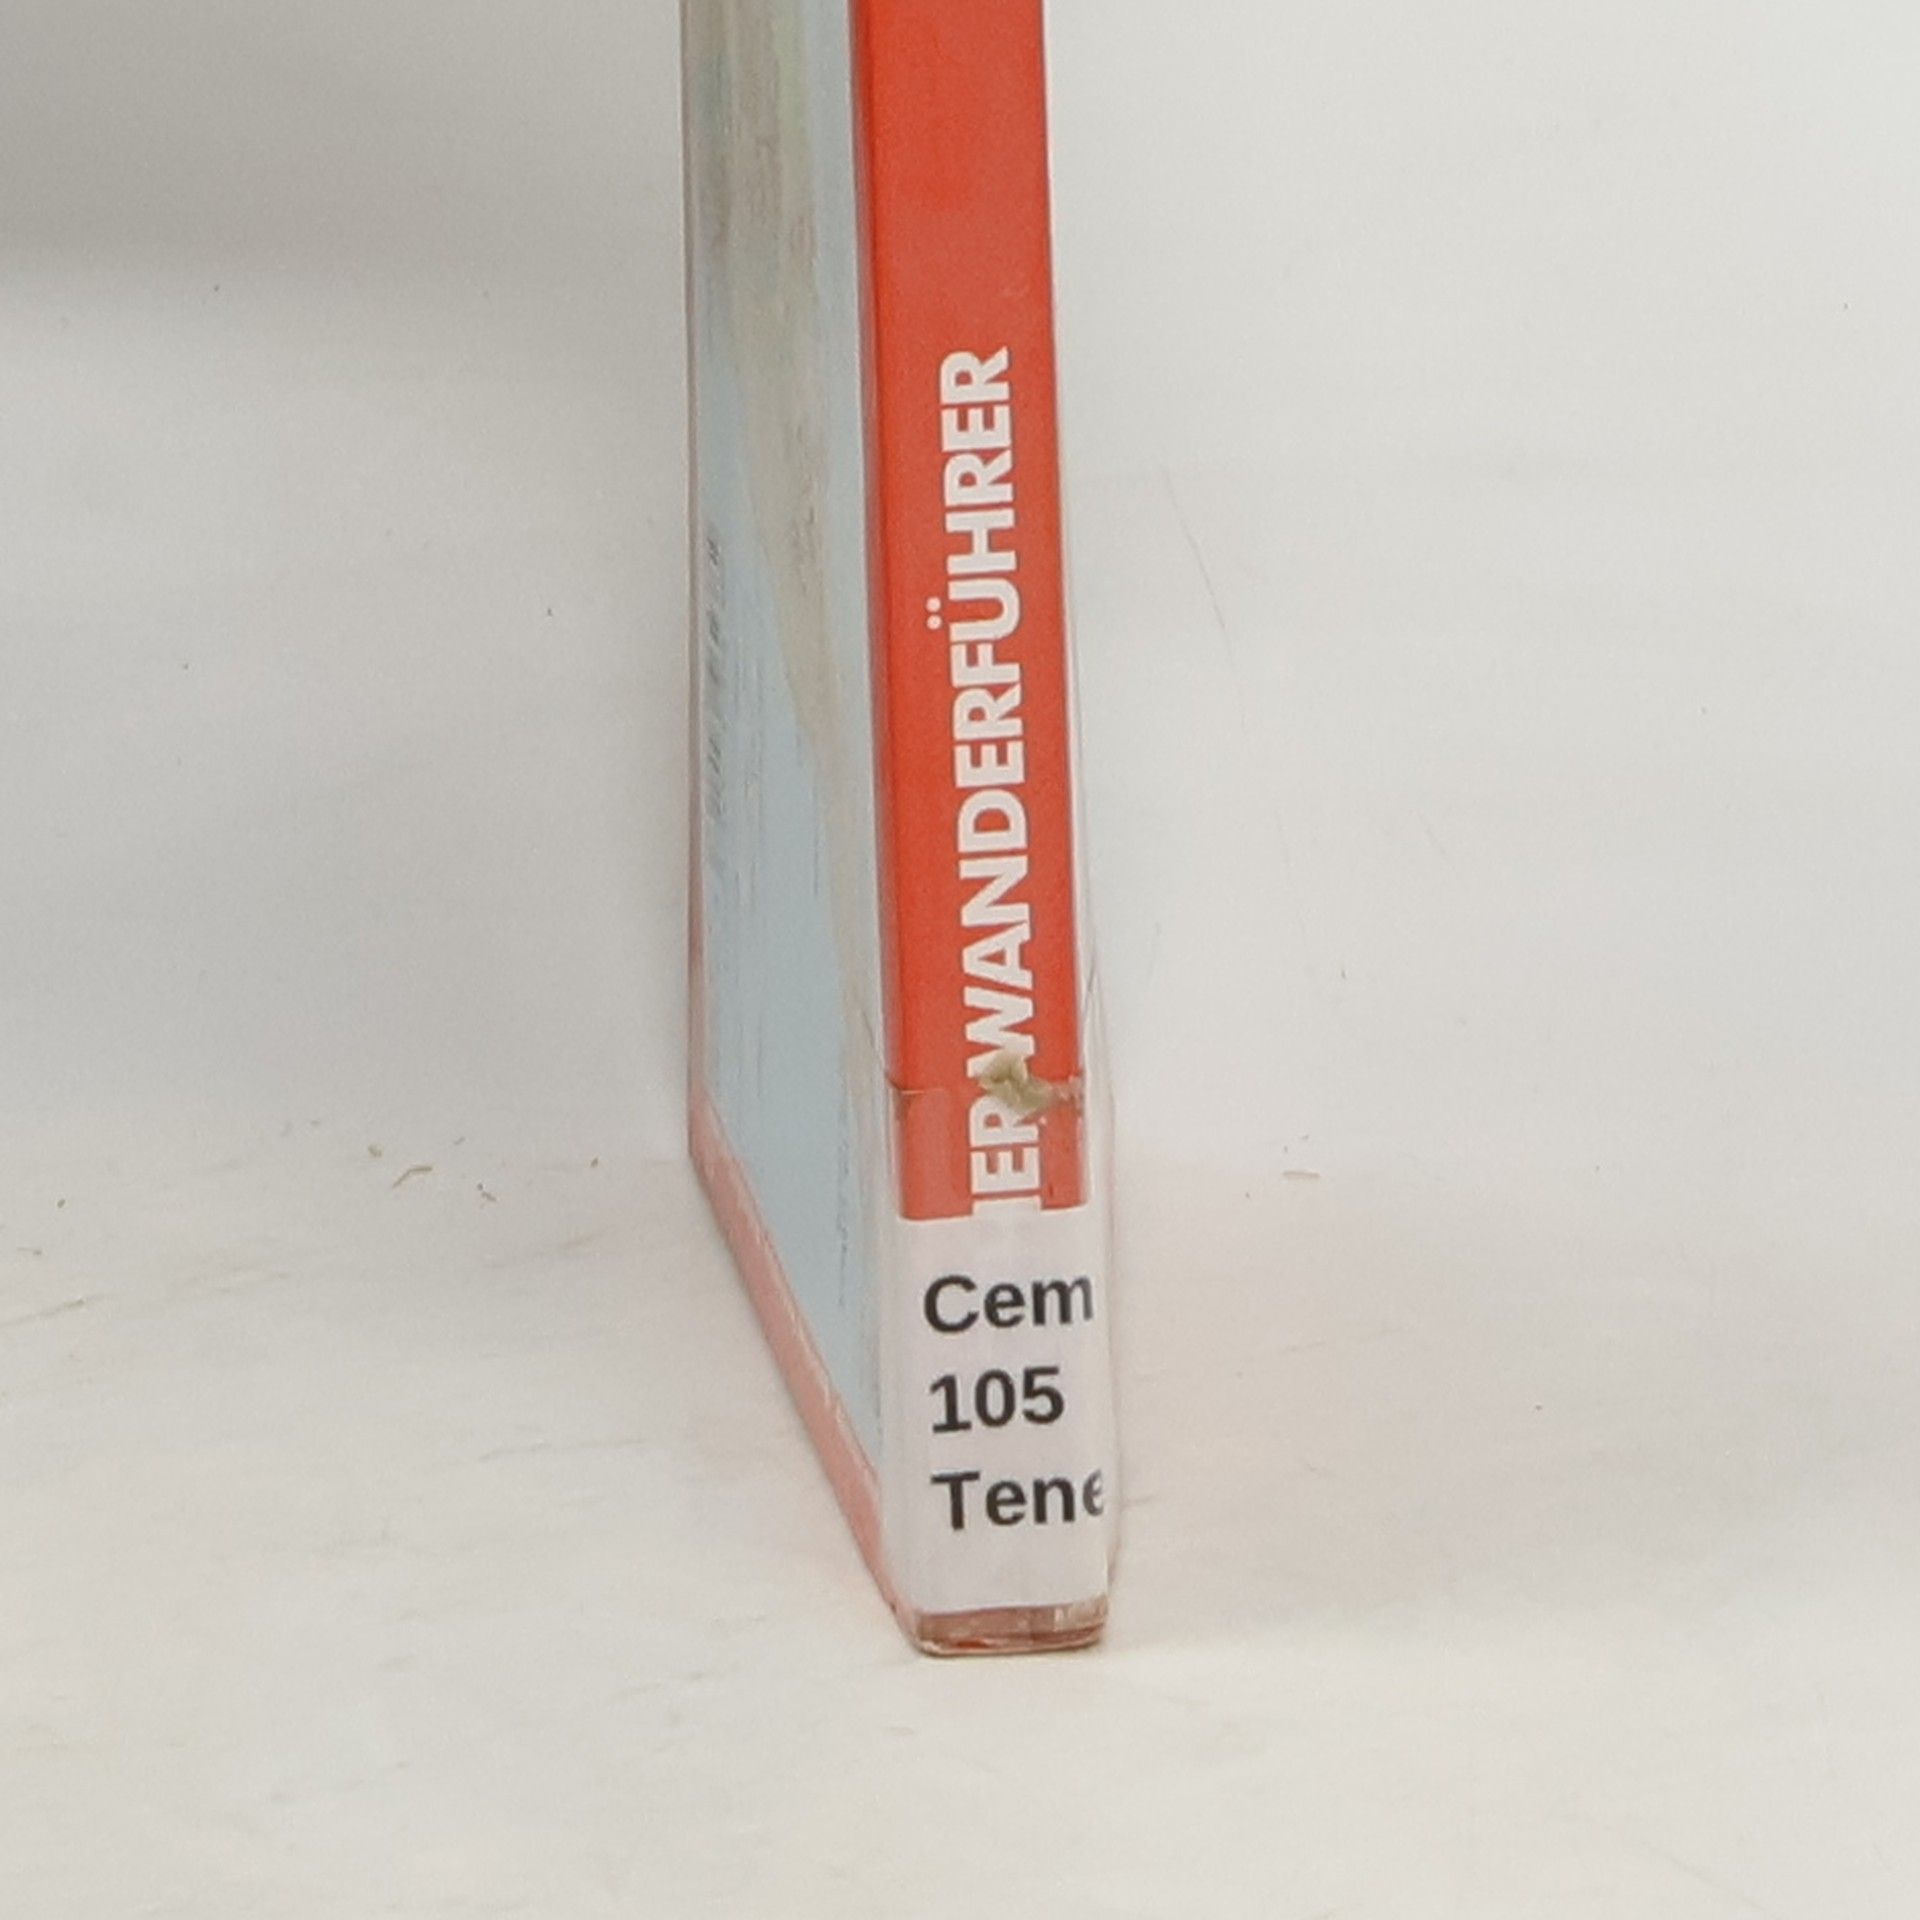 ER WANDERFÜHRER
Cem
105
Tene